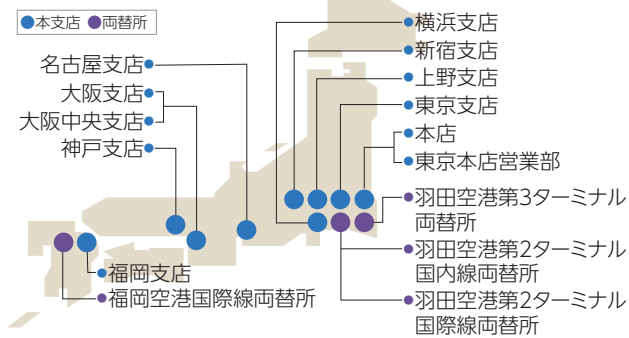 ●本支店 ●両替所
名古屋支店
大阪支店
大阪中央支店
神戸支店
横浜支店
新宿支店
上野支店
東京支店
本店
東京本店営業部
羽田空港第3ターミナル
両替所
羽田空港第2ターミナル
国内線両替所
羽田空港第2ターミナル
国際線両替所
福岡支店
福岡空港国際線両替所